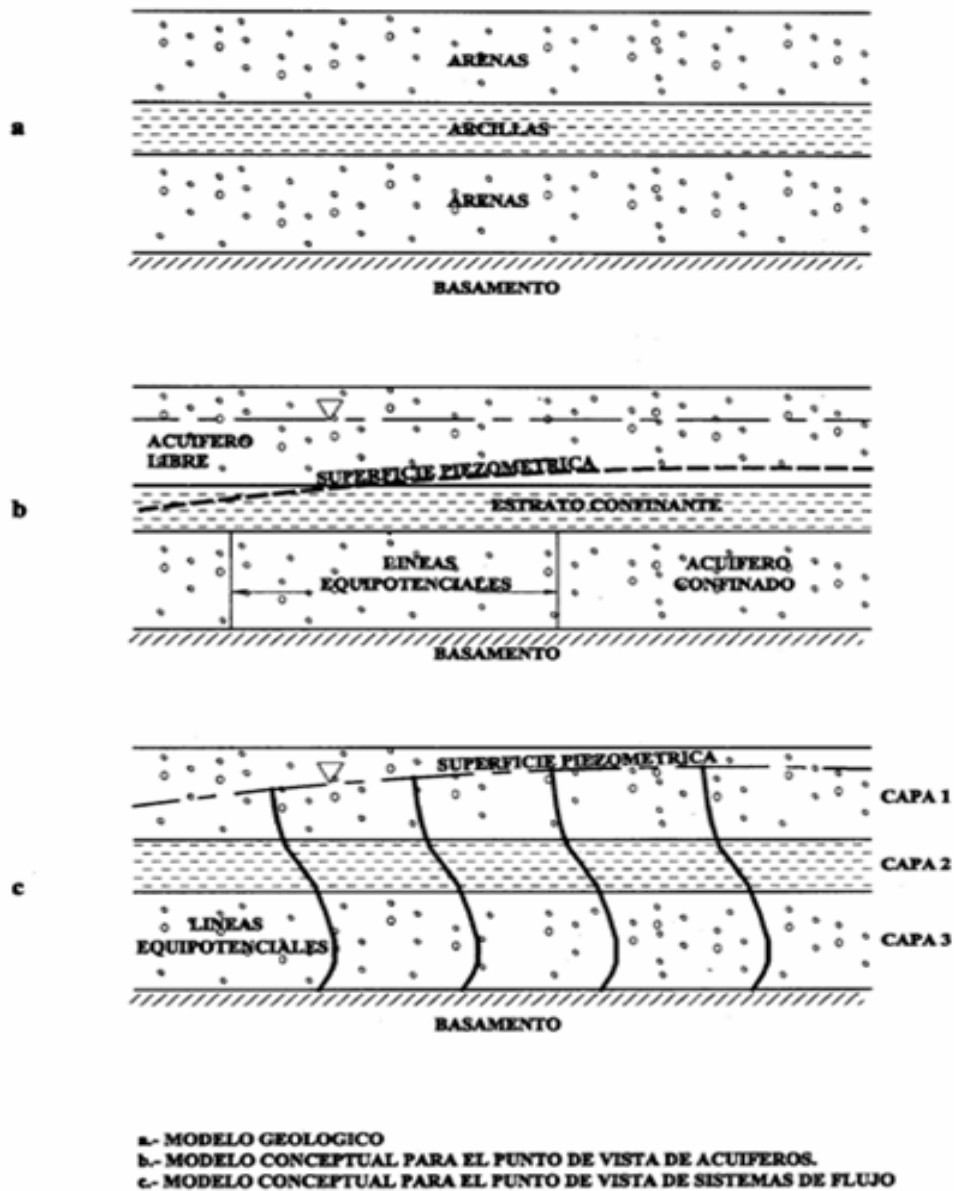 ARENAS
a
ARCILLAS
ARENAS
BASAMENTO
ACUIFERO
LIBRE
SUPERFICIE PIEZOMETRICA
b
ESTRATO CONFINANTE
LINEAS
EQUIPOTENCIALES
ACUIFERO
CONFINADO
BASAMENTO
SUPERFICIE PIEZOMETRICA
CAPA 1
CAPA 2
c
LINEAS
EQUIPOTENCIALES
CAPA 3
BASAMENTO
a.- MODELO GEOLOGICO
b.- MODELO CONCEPTUAL PARA EL PUNTO DE VISTA DE ACUIFEROS.
c.- MODELO CONCEPTUAL PARA EL PUNTO DE VISTA DE SISTEMAS DE FLUJO